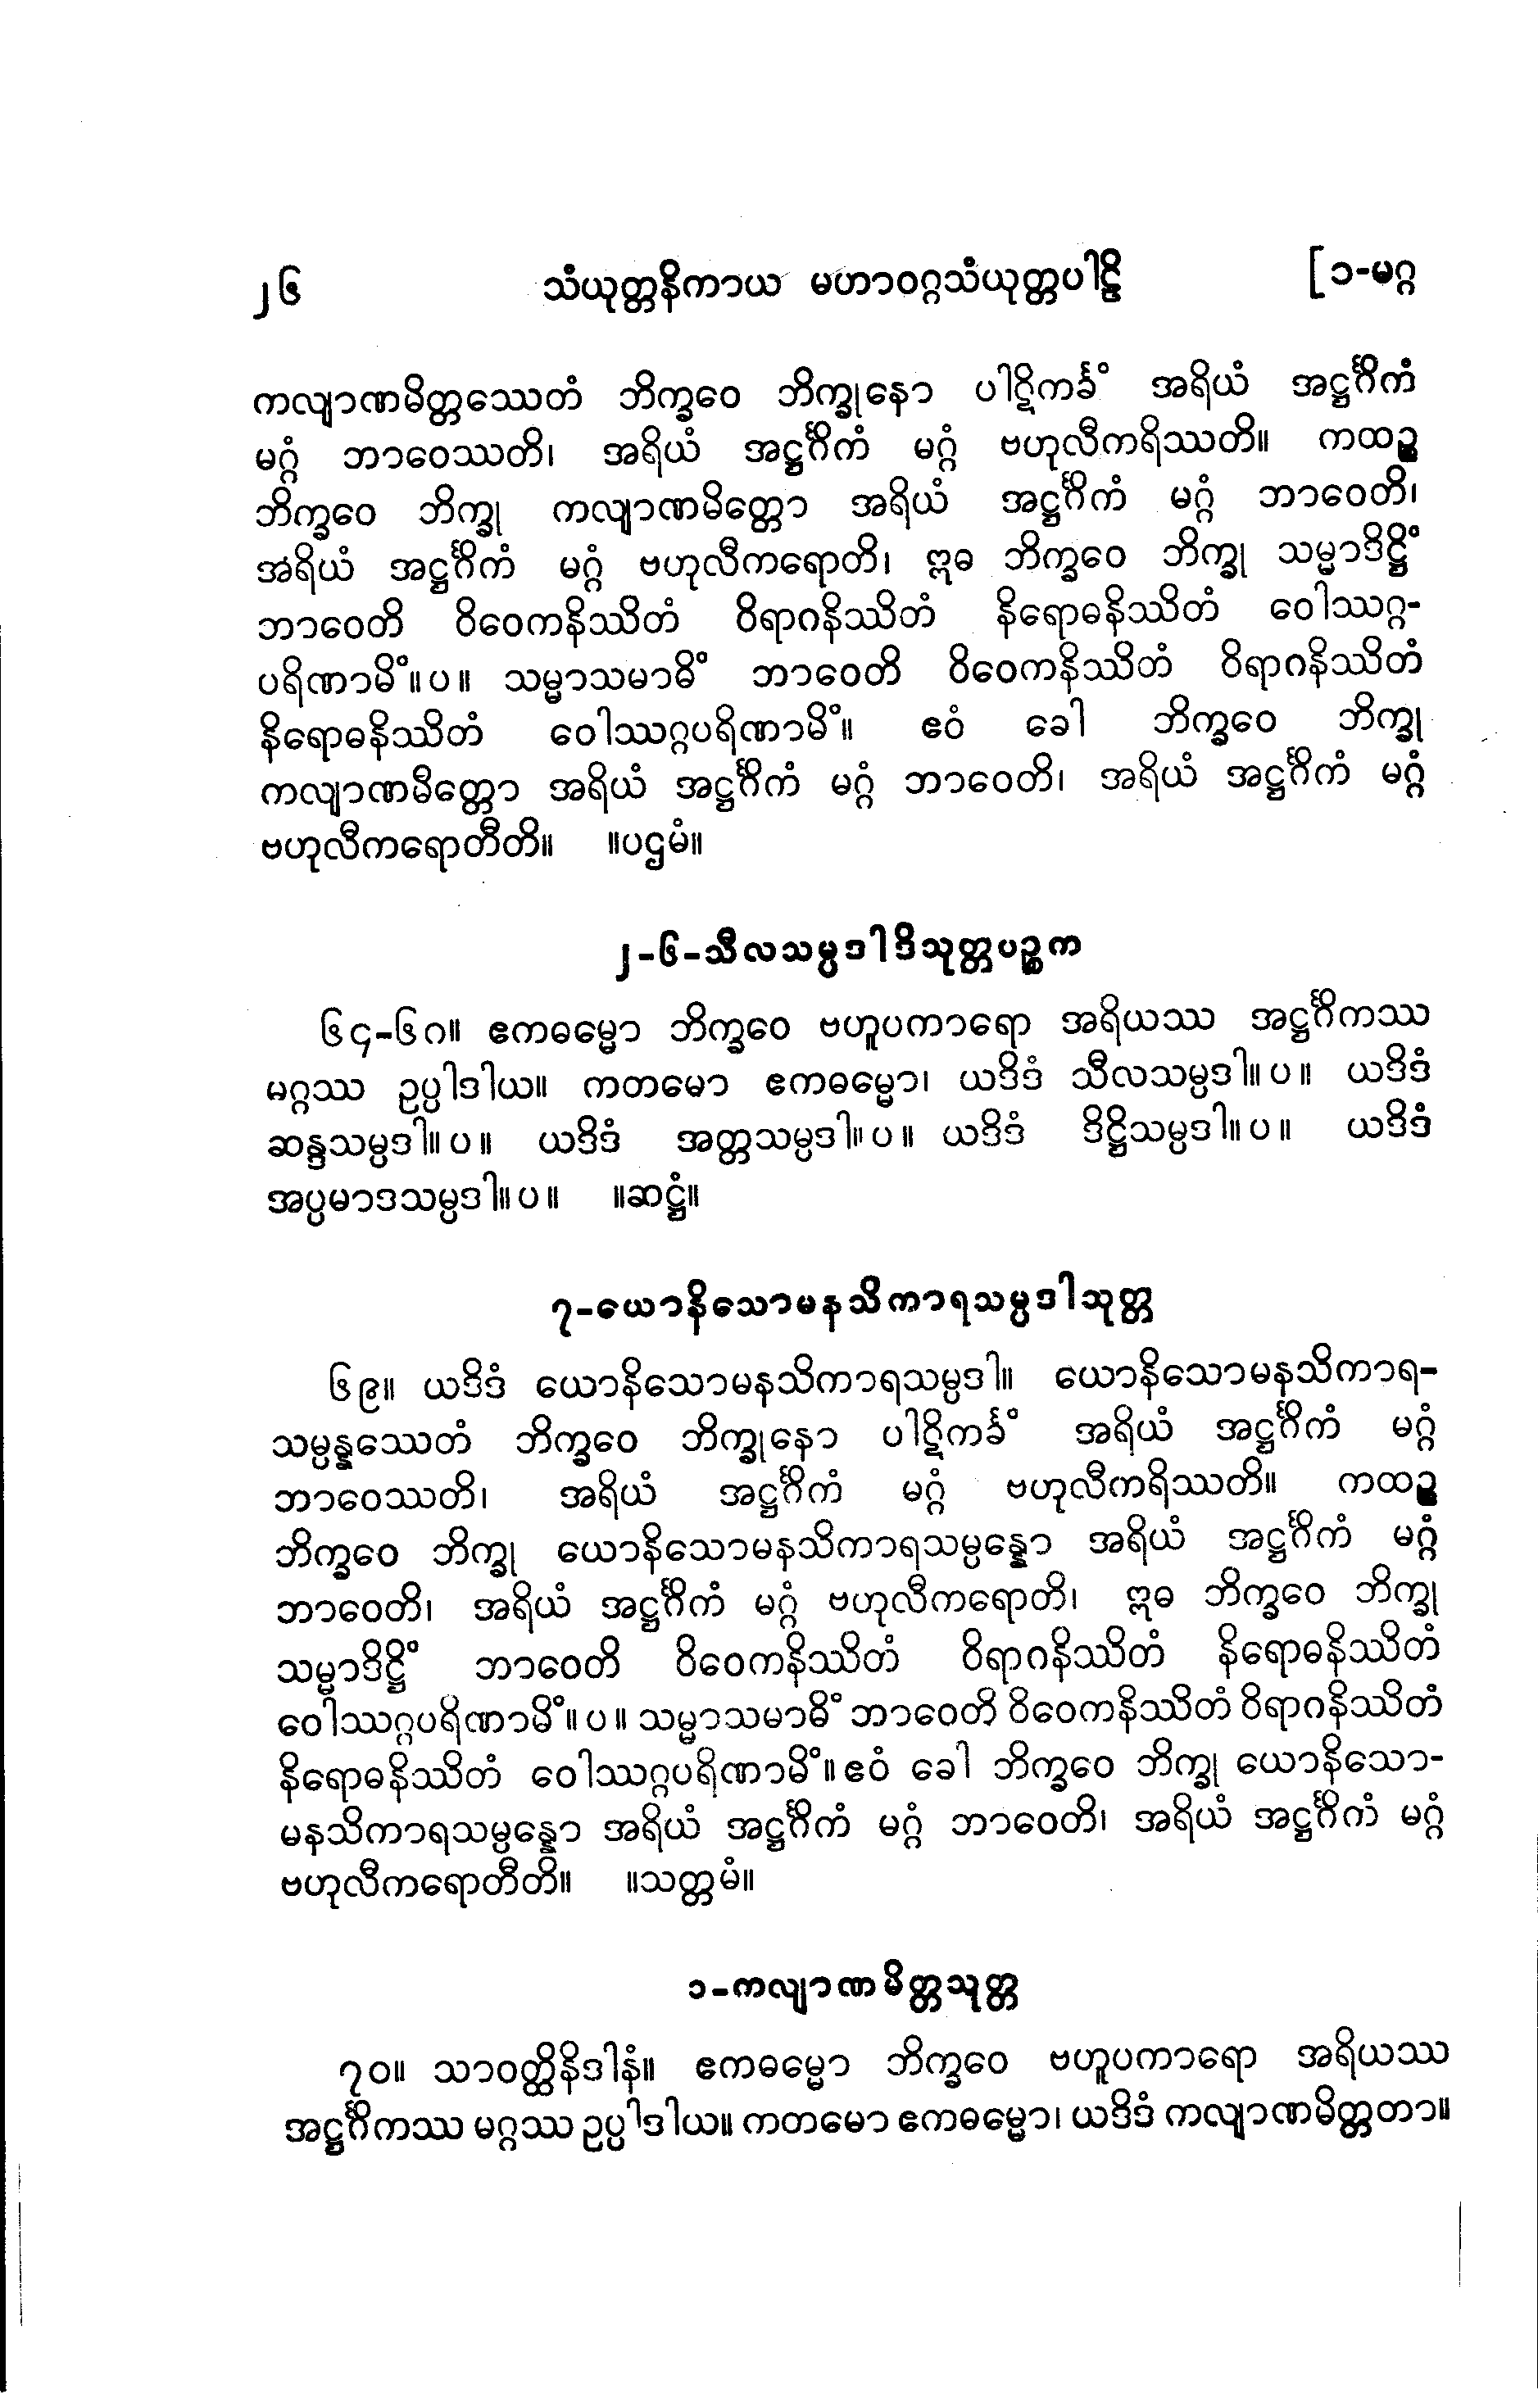 ၂၆ သံယုတ္တနိကာယ မဟာဝဂ္ဂသံယုတ္တပါဠိ [၁-မဂ္ဂ
ကလျာဏမိတ္တဿေတံ ဘိက္ခဝေ ဘိက္ခုနော ပါဋိကင်္ခံ အရိယံ အဋ္ဌင်္ဂိကံ
မဂ္ဂံ ဘာဝေဿတိ၊ အရိယံ အဋ္ဌင်္ဂိကံ မဂ္ဂံ ဗဟုလီကရိဿတိ။ ကထဉ္စ
ဘိက္ခဝေ ဘိက္ခု ကလျာဏမိတ္တော အရိယံ အဋ္ဌင်္ဂိကံ မဂ္ဂံ ဘာဝေတိ၊
အရိယံ အဋ္ဌင်္ဂိကံ မဂ္ဂံ ဗဟုလီကရောတိ၊ ဣဓ ဘိက္ခဝေ ဘိက္ခု သမ္မာဒိဋ္ဌိံ
ဘာဝေတိ ဝိဝေကနိဿိတံ ဝိရာဂနိဿိတံ နိရောဓနိဿိတံ ဝေါဿဂ္ဂ-
ပရိဏာမိံ။ပ။ သမ္မာသမာဓိံ ဘာဝေတိ ဝိဝေကနိဿိတံ ဝိရာဂနိဿိတံ
နိရောဓနိဿိတံ ဝေါဿဂ္ဂပရိဏာမိံ။ ဧဝံ ခေါ ဘိက္ခဝေ ဘိက္ခု
ကလျာဏမိတ္တော အရိယံ အဋ္ဌင်္ဂိကံ မဂ္ဂံ ဘာဝေတိ၊ အရိယံ အဋ္ဌင်္ဂိကံ မဂ္ဂံ
ဗဟုလီကရောတီတိ။ ။ပဌမံ။
၂-၆-သီလသမ္ပဒါဒိသုတ္တပဉ္စက
၆၄-၆၈။ ဧကဓမ္မော ဘိက္ခဝေ ဗဟူပကာရော အရိယဿ အဋ္ဌင်္ဂိကဿ
မဂ္ဂဿ ဥပ္ပါဒါယ။ ကတမော ဧကဓမ္မော၊ ယဒိဒံ သီလသမ္ပဒါ။ပ။ ယဒိဒံ
ဆန္ဒသမ္ပဒါ။ပ။ ယဒိဒံ အတ္တသမ္ပဒါ။ပ။ ယဒိဒံ ဒိဋ္ဌိသမ္ပဒါ။ပ။ ယဒိဒံ
အပ္ပမာဒသမ္ပဒါ။ပ။ ။ဆဋ္ဌံ။
၇-ယောနိသောမနသိကာရသမ္ပဒါသုတ္တ
၆၉။ ယဒိဒံ ယောနိသောမနသိကာရသမ္ပဒါ။ ယောနိသောမနသိကာရ-
သမ္ပန္နဿေတံ ဘိက္ခဝေ ဘိက္ခုနော ပါဋိကင်္ခံ အရိယံ အဋ္ဌင်္ဂိကံ မဂ္ဂံ
ဘာဝေဿတိ၊ အရိယံ အဋ္ဌင်္ဂိကံ မဂ္ဂံ ဗဟုလီကရိဿတိ။ ကထဉ္စ
ဘိက္ခဝေ ဘိက္ခု ယောနိသောမနသိကာရသမ္ပန္နော အရိယံ အဋ္ဌင်္ဂိကံ မဂ္ဂံ
ဘာဝေတိ၊ အရိယံ အဋ္ဌင်္ဂိကံ မဂ္ဂံ ဗဟုလီကရောတိ၊ ဣဓ ဘိက္ခဝေ ဘိက္ခု
သမ္မာဒိဋ္ဌိံ ဘာဝေတိ ဝိဝေကနိဿိတံ ဝိရာဂနိဿိတံ နိရောဓနိဿိတံ
ဝေါဿဂ္ဂပရိဏာမိံ။ပ။ သမ္မာသမာဓိံ ဘာဝေတိ ဝိဝေကနိဿိတံ ဝိရာဂနိဿိတံ
နိရောဓနိဿိတံ ဝေါဿဂ္ဂပရိဏာမိံ။ ဧဝံ ခေါ ဘိက္ခဝေ ဘိက္ခု ယောနိသော-
မနသိကာရသမ္ပန္နော အရိယံ အဋ္ဌင်္ဂိကံ မဂ္ဂံ ဘာဝေတိ၊ အရိယံ အဋ္ဌင်္ဂိကံ မဂ္ဂံ
ဗဟုလီကရောတီတိ။ ။သတ္တမံ။
၁-ကလျာဏမိတ္တသုတ္တ
၇၀။ သာဝတ္ထိနိဒါနံ။ ဧကဓမ္မော ဘိက္ခဝေ ဗဟူပကာရော အရိယဿ
အဋ္ဌင်္ဂိကဿ မဂ္ဂဿ ဥပ္ပါဒါယ။ ကတမော ဧကဓမ္မော၊ ယဒိဒံ ကလျာဏမိတ္တတာ။